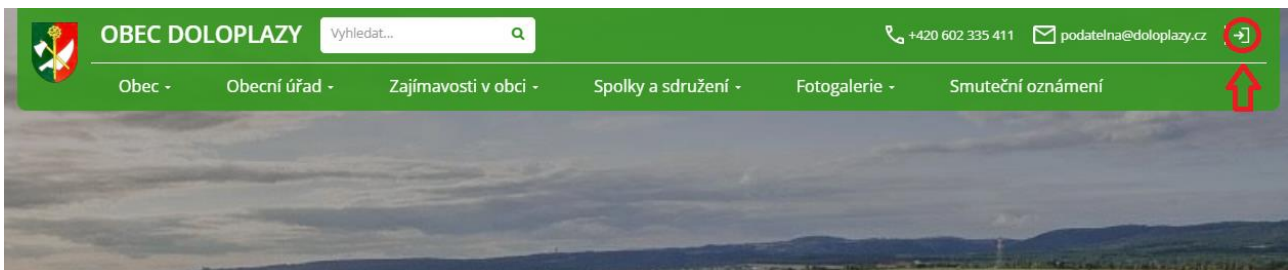 OBEC DOLOPLAZY Vyhledat... +420 602 335 411 podatelna@doloplazy.cz
Obec Obecní úřad Zajímavosti v obci Spolky a sdružení Fotogalerie Smuteční oznámení